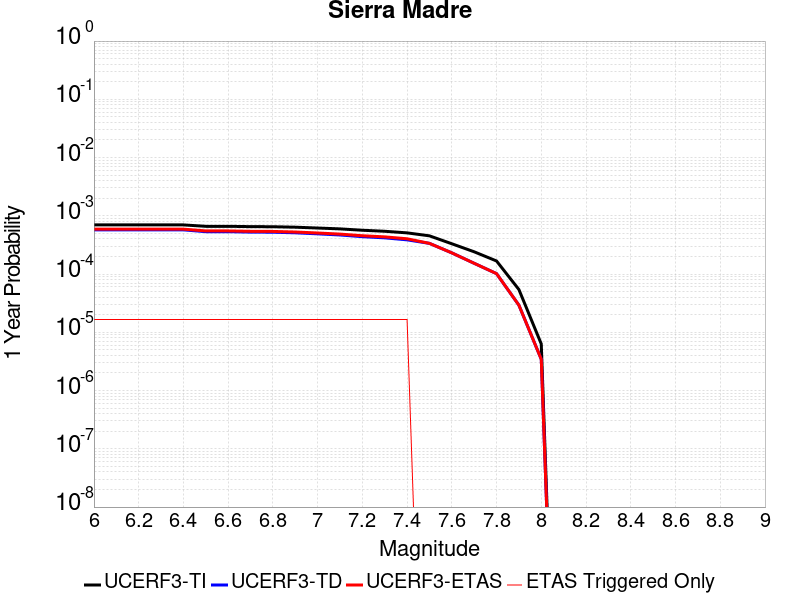 Sierra Madre
10^0
10^-1
10^-2
10^-3
10^-4
10^-5
10^-6
10^-7
10^-8
1 Year Probability
6 6.2 6.4 6.6 6.8 7 7.2 7.4 7.6 7.8 8 8.2 8.4 8.6 8.8 9
Magnitude
UCERF3-TI UCERF3-TD UCERF3-ETAS ETAS Triggered Only